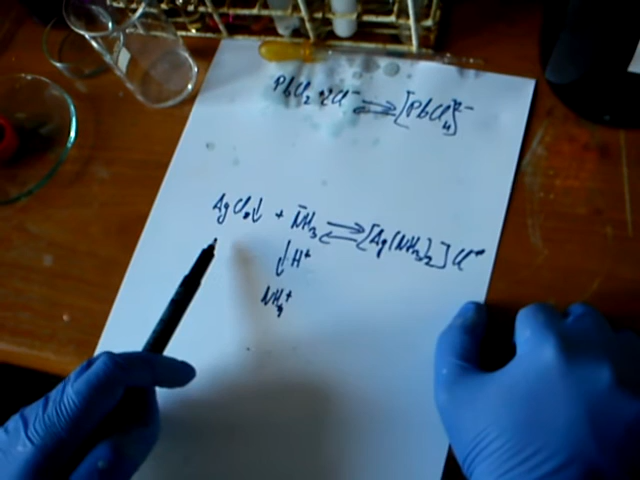 PbCl₂ + 2Cl⁻ ⇌ [PbCl₄]²⁻
AgCl↓ + NH₃ ⇌ [Ag(NH₃)₂]Cl
↓ H⁺
NH₄⁺